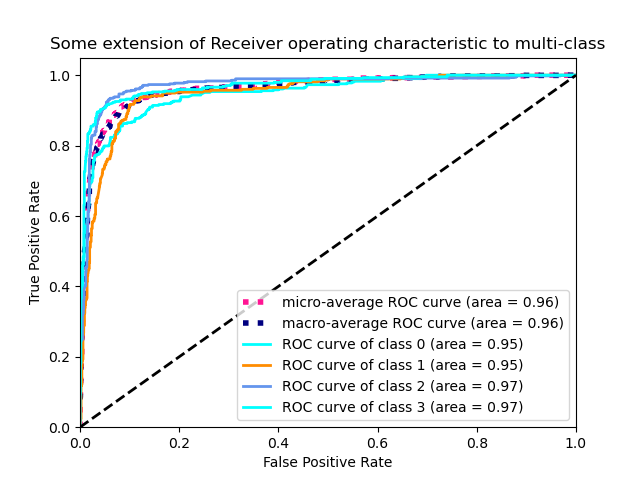 Some extension of Receiver operating characteristic to multi-class
1.0
0.8
0.6
0.4
0.2
0.0
True Positive Rate
micro-average ROC curve (area = 0.96)
macro-average ROC curve (area = 0.96)
ROC curve of class 0 (area = 0.95)
ROC curve of class 1 (area = 0.95)
ROC curve of class 2 (area = 0.97)
ROC curve of class 3 (area = 0.97)
0.0 0.2 0.4 0.6 0.8 1.0
False Positive Rate